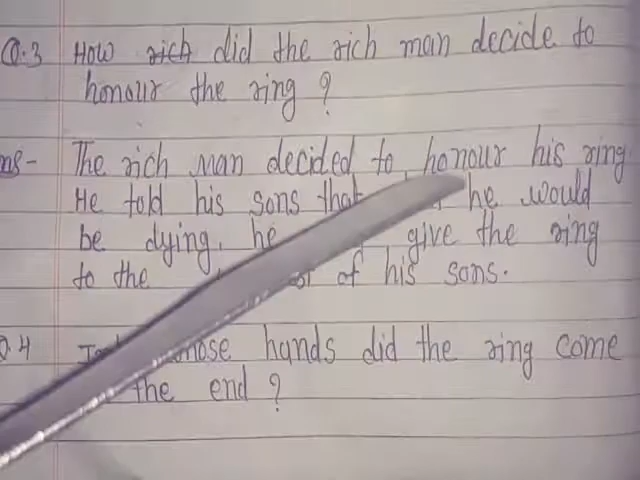 Q.3 How rich did the rich man decide to
honour the ring ?
ns- The rich man decided to honour his ring
He told his sons that he would
be dying, he give the ring
to the of his sons.
Q.4 hands did the ring come
the end ?